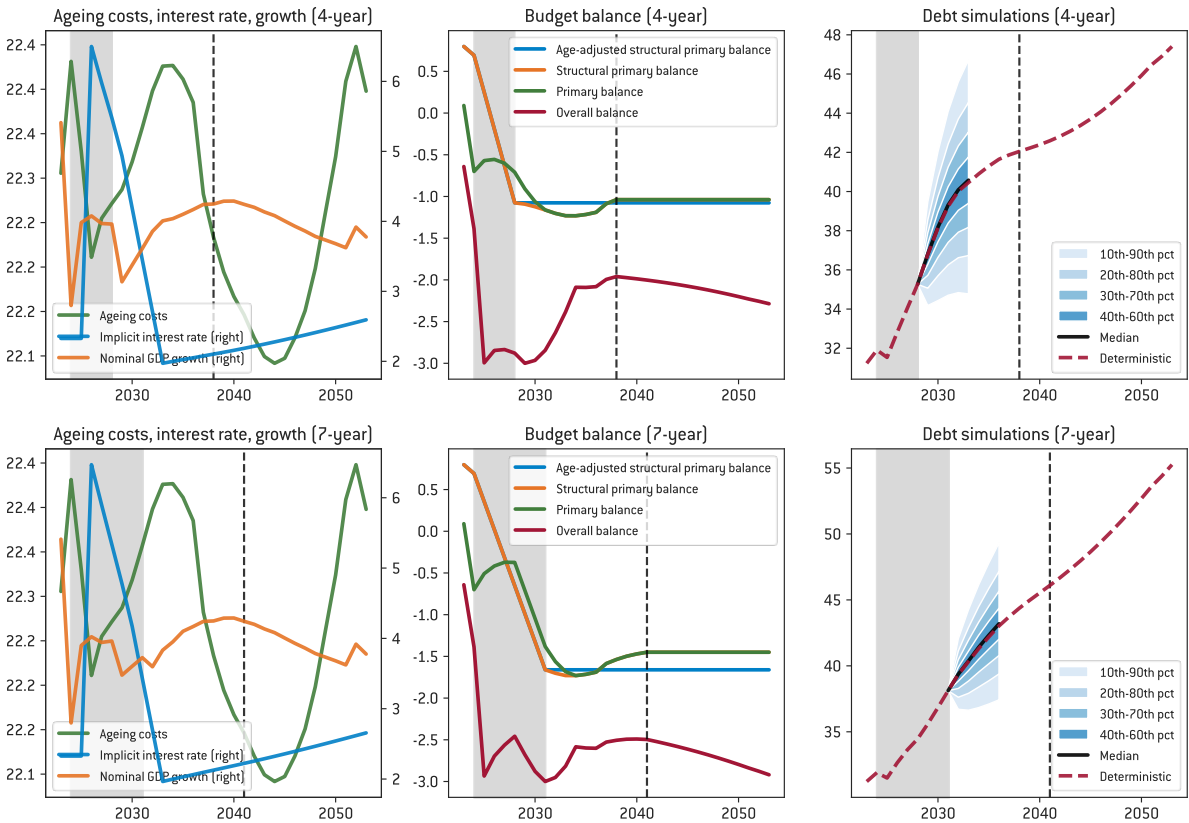 Ageing costs, interest rate, growth (4-year)
22.4
22.4
22.4
22.3
22.2
22.2
22.2
22.1
6
5
4
3
2
Ageing costs
Implicit interest rate (right)
Nominal GDP growth (right)
2030
2040
2050
Budget balance (4-year)
0.5
0.0
-0.5
-1.0
-1.5
-2.0
-2.5
-3.0
Age-adjusted structural primary balance
Structural primary balance
Primary balance
Overall balance
2030
2040
2050
Debt simulations (4-year)
48
46
44
42
40
38
36
34
32
10th-90th pct
20th-80th pct
30th-70th pct
40th-60th pct
Median
Deterministic
2030
2040
2050
Ageing costs, interest rate, growth (7-year)
22.4
22.4
22.4
22.3
22.2
22.2
22.2
22.1
6
5
4
3
2
Ageing costs
Implicit interest rate (right)
Nominal GDP growth (right)
2030
2040
2050
Budget balance (7-year)
0.5
0.0
-0.5
-1.0
-1.5
-2.0
-2.5
-3.0
Age-adjusted structural primary balance
Structural primary balance
Primary balance
Overall balance
2030
2040
2050
Debt simulations (7-year)
55
50
45
40
35
10th-90th pct
20th-80th pct
30th-70th pct
40th-60th pct
Median
Deterministic
2030
2040
2050